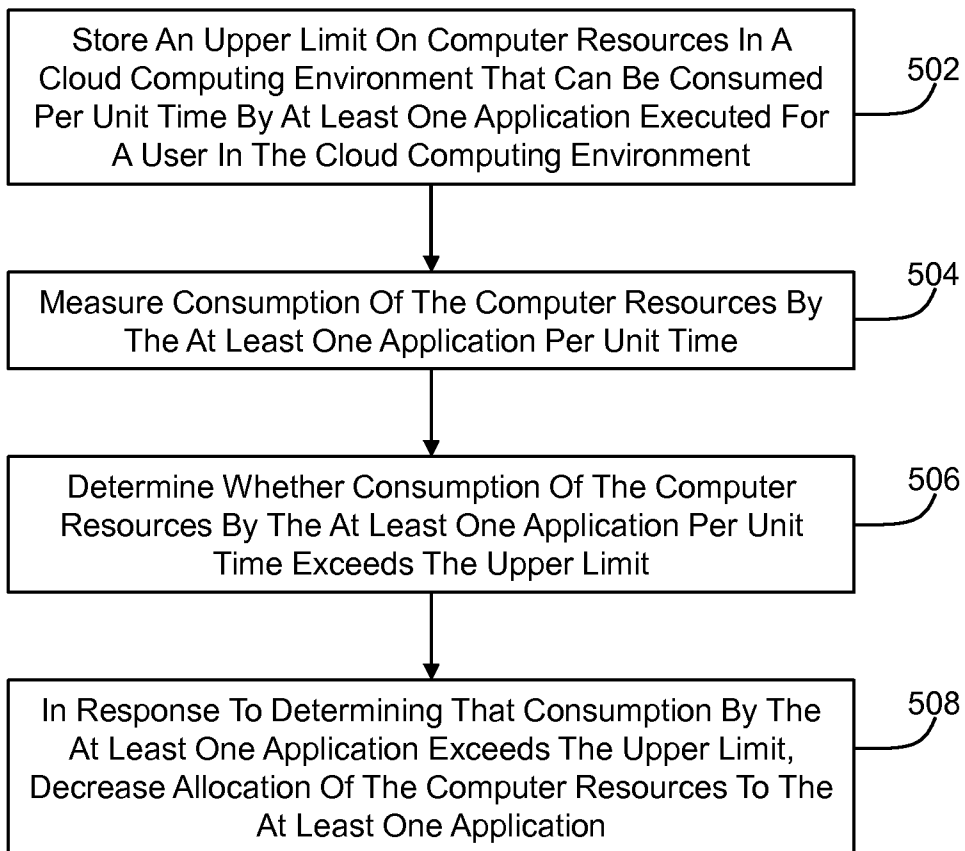 Store An Upper Limit On Computer Resources In A
Cloud Computing Environment That Can Be Consumed
Per Unit Time By At Least One Application Executed For
A User In The Cloud Computing Environment
502
Measure Consumption Of The Computer Resources By
The At Least One Application Per Unit Time
504
Determine Whether Consumption Of The Computer
Resources By The At Least One Application Per Unit
Time Exceeds The Upper Limit
506
In Response To Determining That Consumption By The
At Least One Application Exceeds The Upper Limit,
Decrease Allocation Of The Computer Resources To The
At Least One Application
508